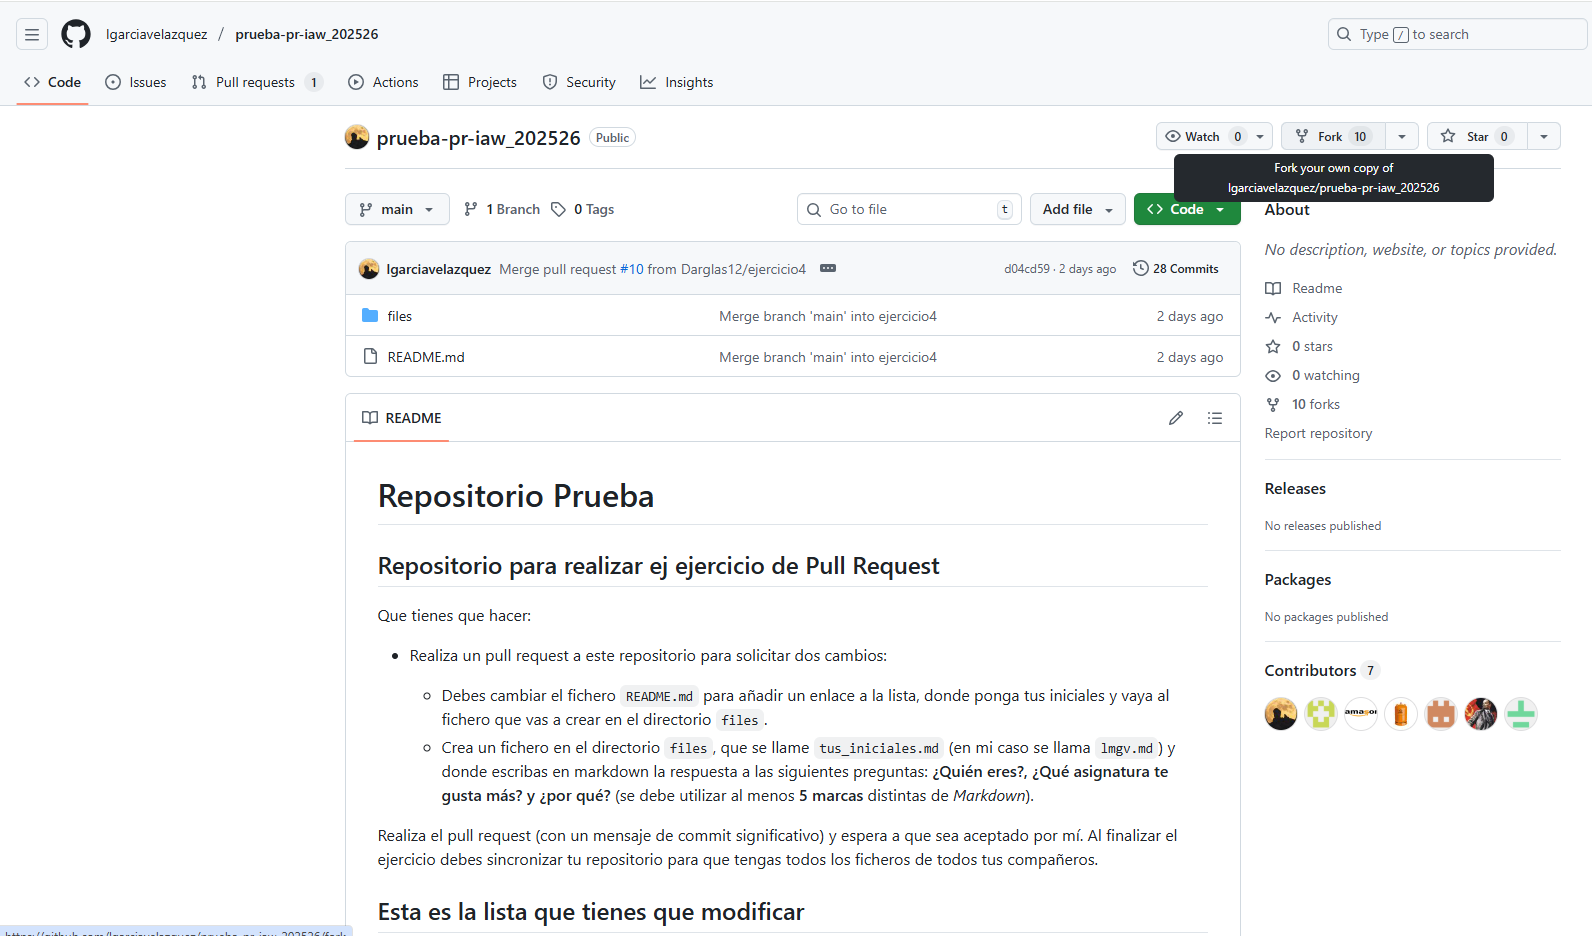 lgarciavelazquez / prueba-pr-iaw_202526
Type / to search
Code Issues Pull requests 1 Actions Projects Security Insights
prueba-pr-iaw_202526 Public
Watch 0 Fork 10 Star 0
Fork your own copy of
lgarciavelazquez/prueba-pr-iaw_202526
main 1 Branch 0 Tags Go to file t Add file Code
lgarciavelazquez Merge pull request #10 from Darglas12/ejercicio4 d04cd59 · 2 days ago 28 Commits
files Merge branch 'main' into ejercicio4 2 days ago
README.md Merge branch 'main' into ejercicio4 2 days ago
README
Repositorio Prueba
Repositorio para realizar ej ejercicio de Pull Request
Que tienes que hacer:
Realiza un pull request a este repositorio para solicitar dos cambios:
Debes cambiar el fichero README.md para añadir un enlace a la lista, donde ponga tus iniciales y vaya al
fichero que vas a crear en el directorio files.
Crea un fichero en el directorio files, que se llame tus_iniciales.md (en mi caso se llama lmgv.md) y
donde escribas en markdown la respuesta a las siguientes preguntas: ¿Quién eres?, ¿Qué asignatura te
gusta más? y ¿por qué? (se debe utilizar al menos 5 marcas distintas de Markdown).
Realiza el pull request (con un mensaje de commit significativo) y espera a que sea aceptado por mí. Al finalizar el
ejercicio debes sincronizar tu repositorio para que tengas todos los ficheros de todos tus compañeros.
Esta es la lista que tienes que modificar
About
No description, website, or topics provided.
Readme
Activity
0 stars
0 watching
10 forks
Report repository
Releases
No releases published
Packages
No packages published
Contributors 7
amazon
https://github.com/lgarciavelazquez/prueba-pr-iaw_202526/fork